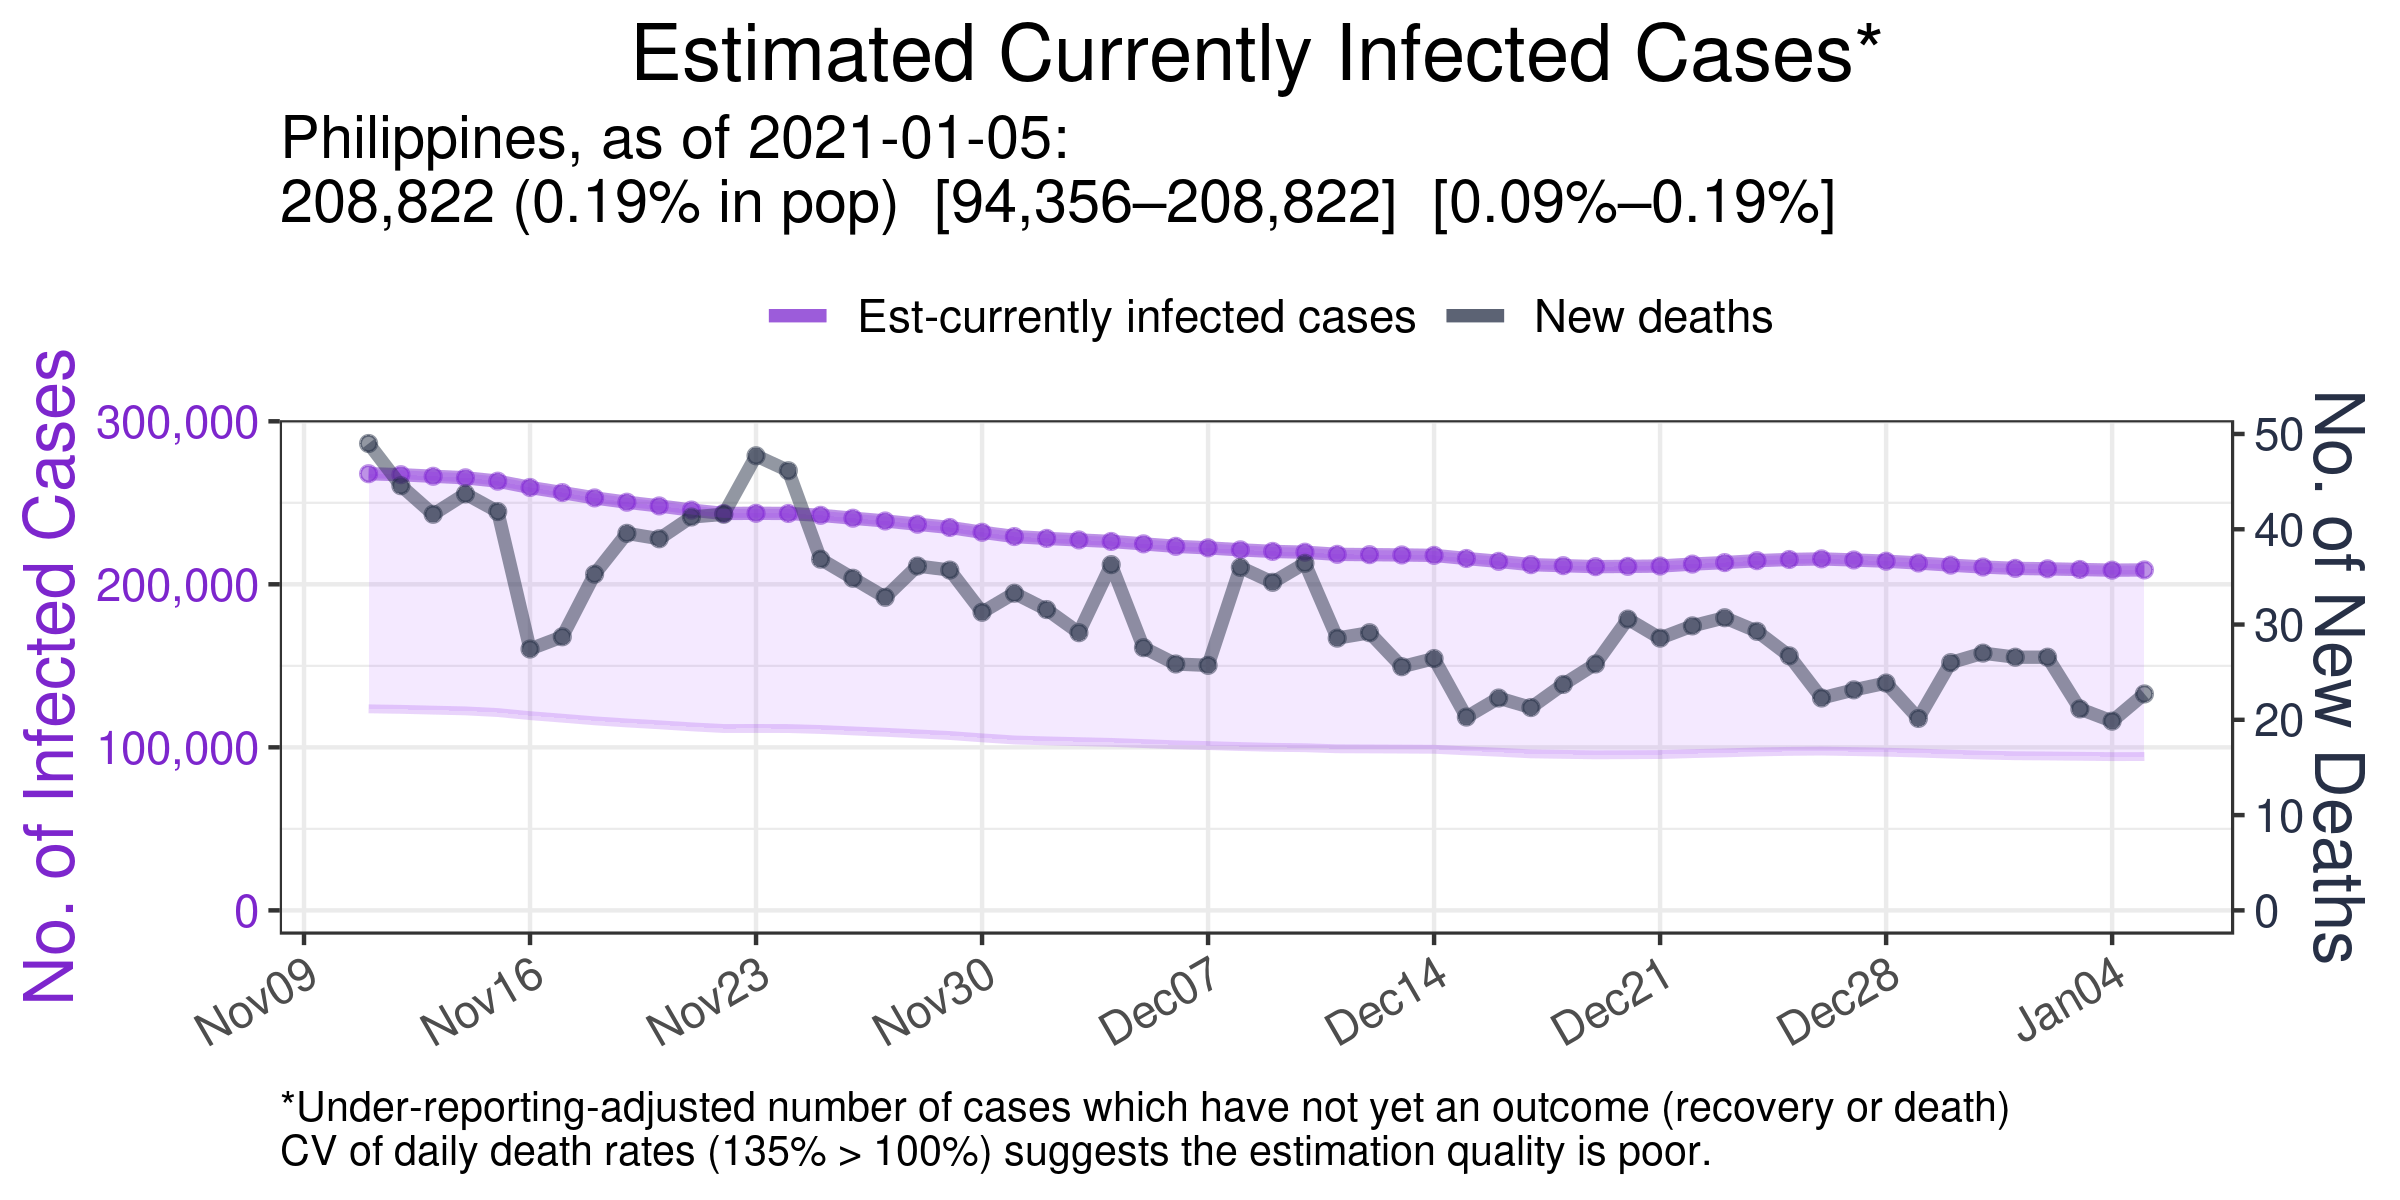 Estimated Currently Infected Cases*
Philippines, as of 2021-01-05:
208,822 (0.19% in pop)  [94,356–208,822]  [0.09%–0.19%]
Est-currently infected cases
New deaths
No. of Infected Cases
300,000
200,000
100,000
0
50
40
30
20
10
0
No. of New Deaths
Nov09
Nov16
Nov23
Nov30
Dec07
Dec14
Dec21
Dec28
Jan04
*Under-reporting-adjusted number of cases which have not yet an outcome (recovery or death)
CV of daily death rates (135% > 100%) suggests the estimation quality is poor.